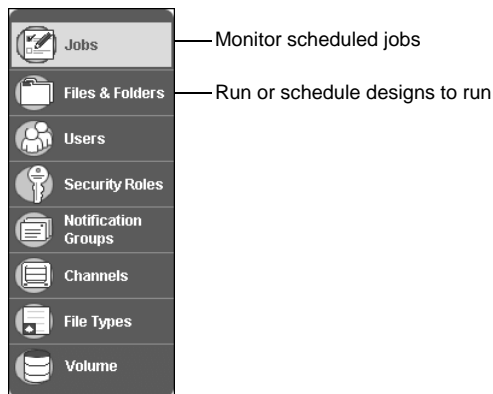 Jobs
Monitor scheduled jobs
Files & Folders
Run or schedule designs to run
Users
Security Roles
Notification
Groups
Channels
File Types
Volume